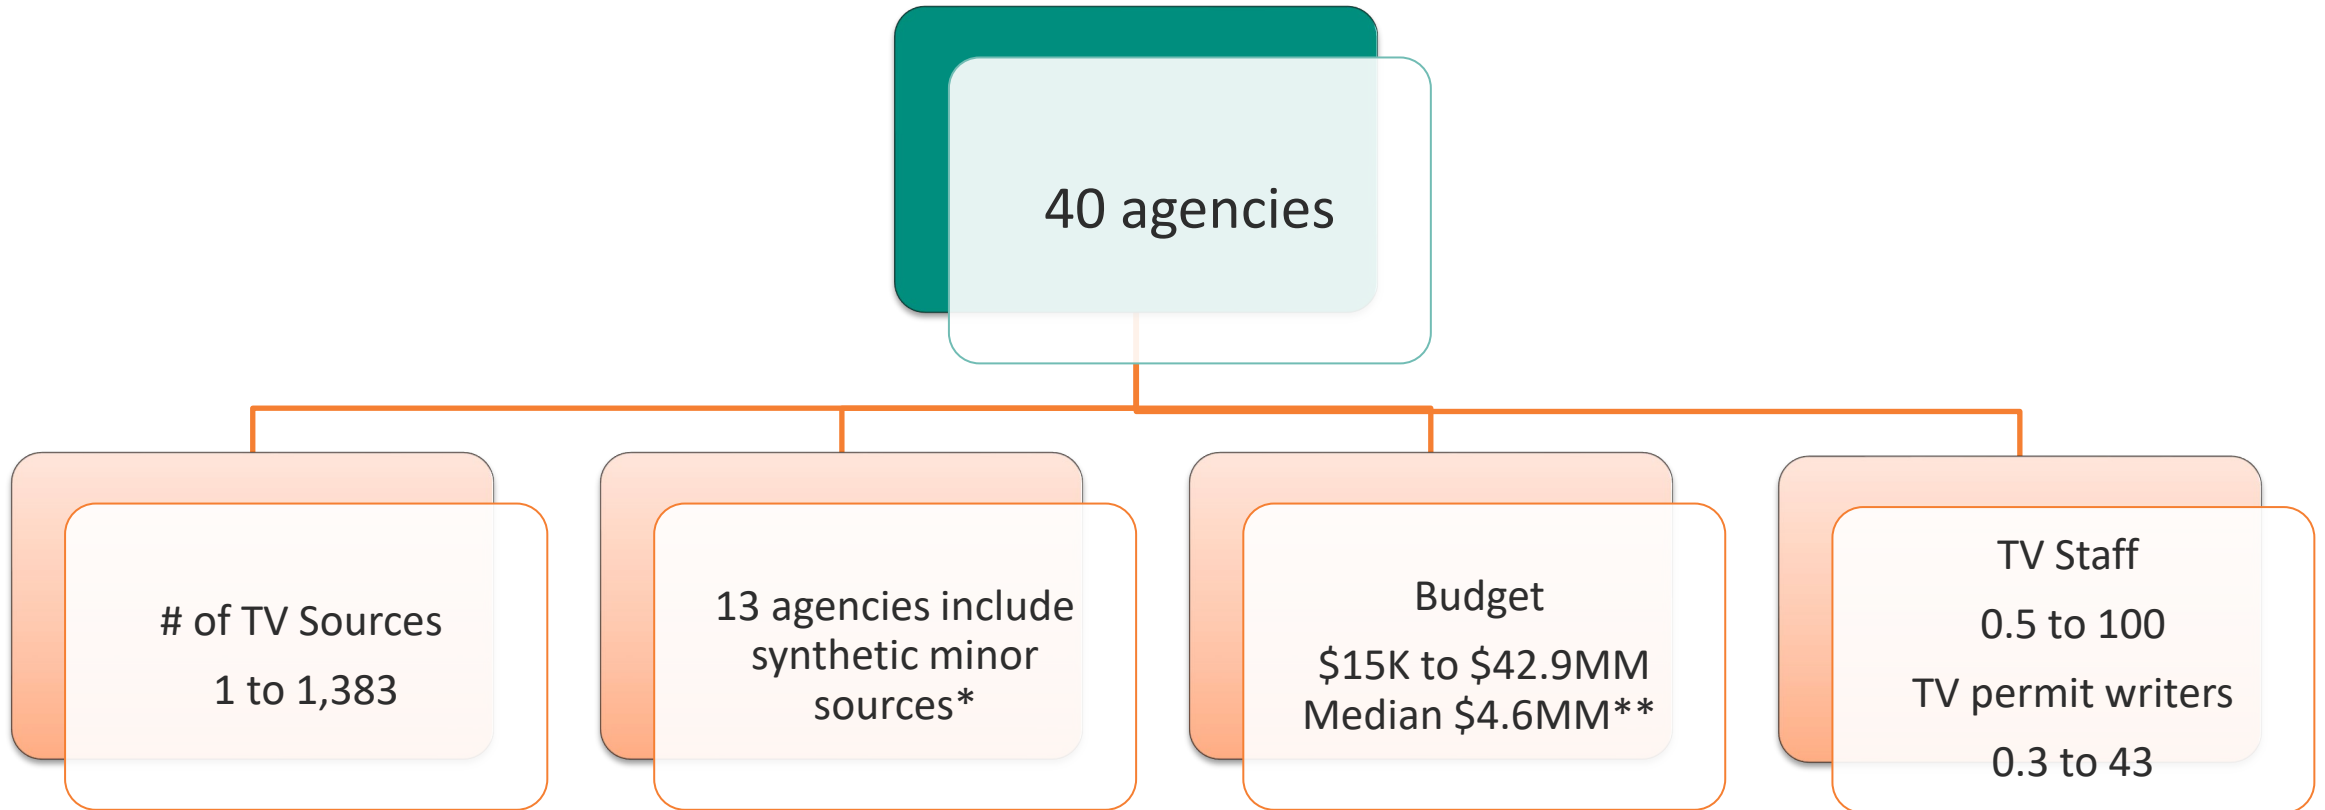 40 agencies
# of TV Sources
1 to 1,383
13 agencies include
synthetic minor
sources*
Budget
$15K to $42.9MM
Median $4.6MM**
TV Staff
0.5 to 100
TV permit writers
0.3 to 43